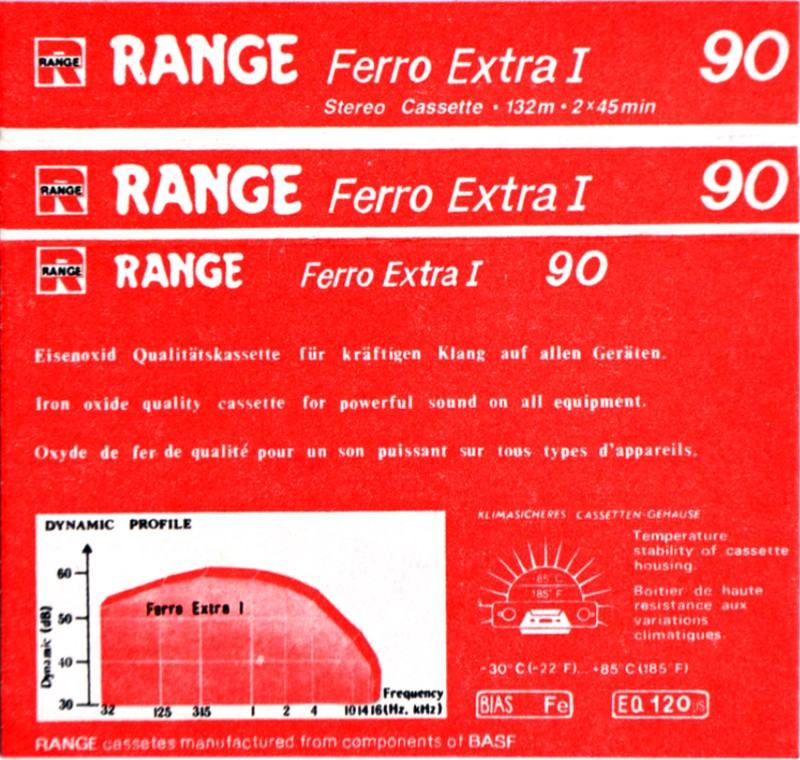 RANGE RANGE Ferro Extra I 90
Stereo Cassette · 132m · 2x45min
RANGE RANGE Ferro Extra I 90
RANGE RANGE Ferro Extra I 90
Eisenoxid Qualitätskassette für kräftigen Klang auf allen Geräten.
Iron oxide quality cassette for powerful sound on all equipment.
Oxyde de fer de qualité pour un son puissant sur tous types d'appareils.
DYNAMIC PROFILE
60
50
40
30
Dynamic (dB)
Ferro Extra I
Frequency
32 125 315 1 2 4 10 14 16 (Hz. kHz)
KLIMASICHERES CASSETTEN-GEHAUSE
Temperature
stability of cassette
housing.
Boitier de haute
resistance aux
variations
climatiques.
85°C
185°F
-30°C(-22°F)... +85°C(185°F)
BIAS Fe
EQ 120 µs
RANGE cassetes manufactured from components of BASF